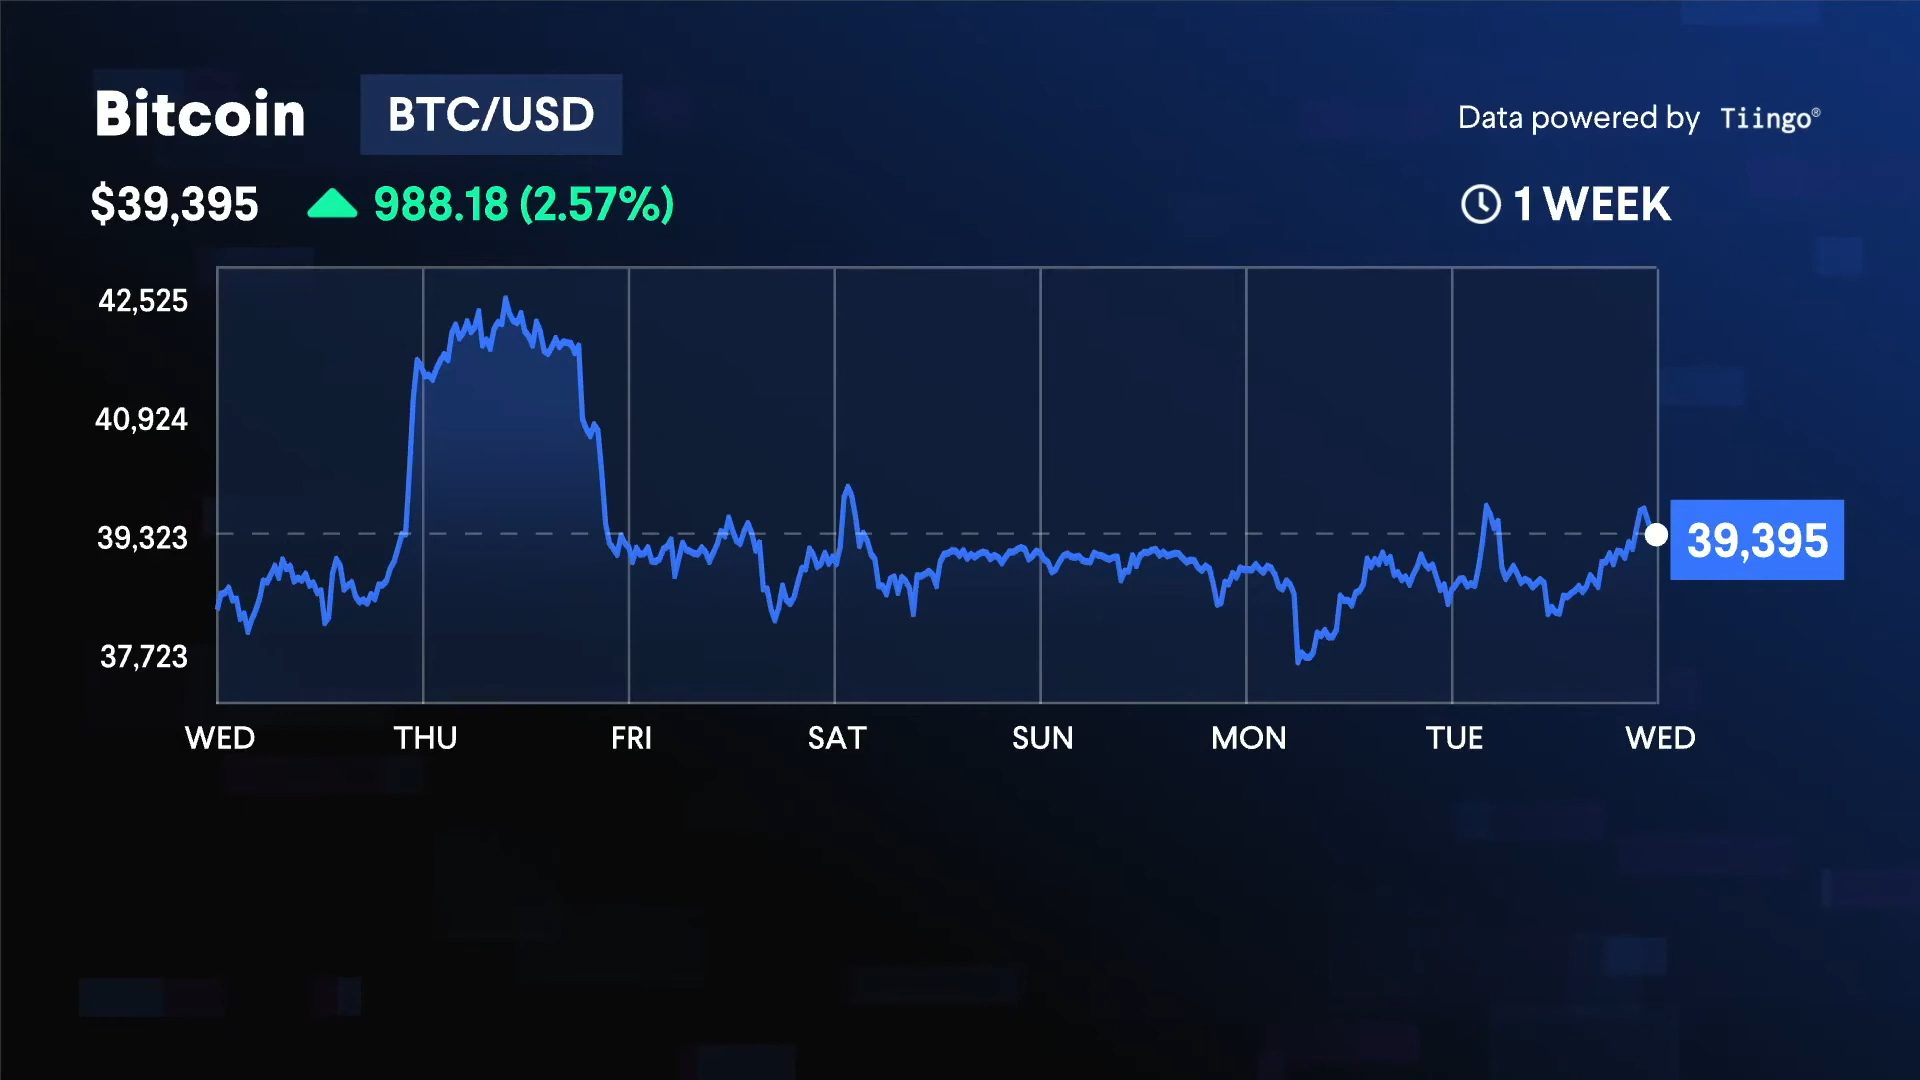 Bitcoin BTC/USD
Data powered by Tiingo®
$39,395 988.18 (2.57%)
1 WEEK
42,525
40,924
39,323
37,723
39,395
WED THU FRI SAT SUN MON TUE WED